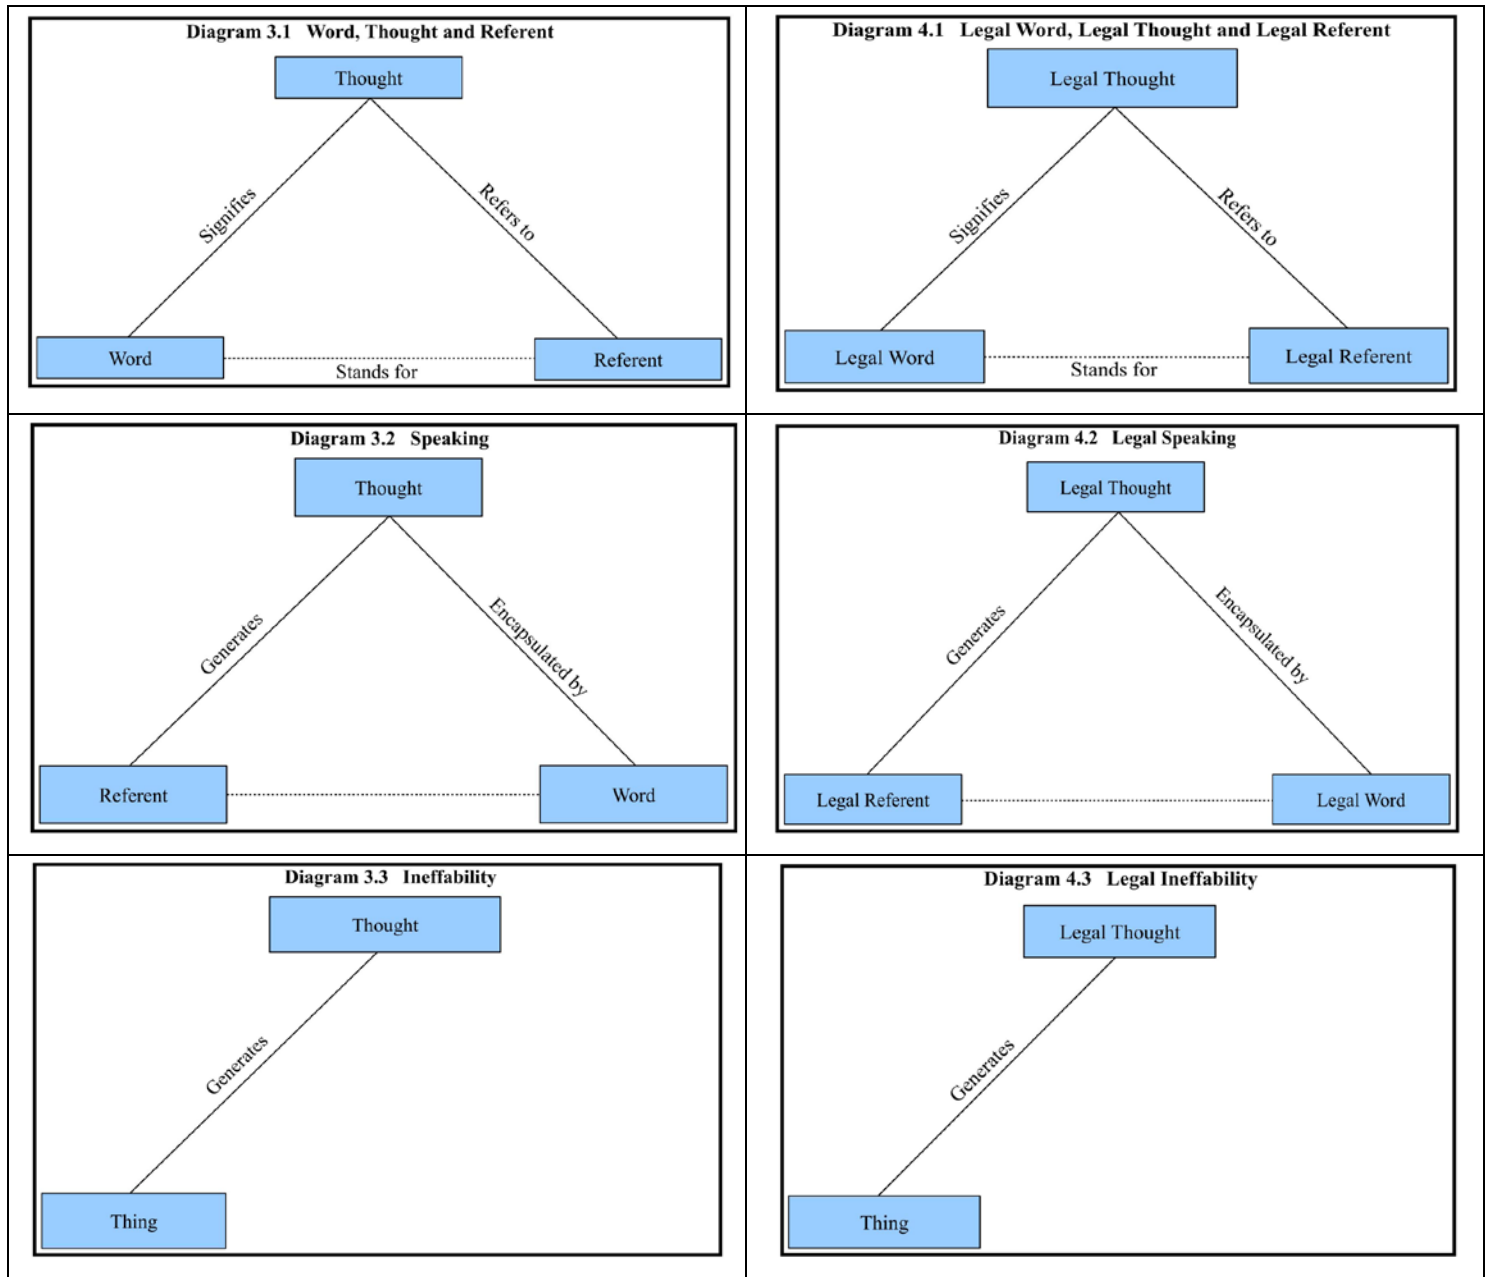 Diagram 3.1 Word, Thought and Referent
Thought
Signifies
Refers to
Word
Stands for
Referent
Diagram 4.1 Legal Word, Legal Thought and Legal Referent
Legal Thought
Signifies
Refers to
Legal Word
Stands for
Legal Referent
Diagram 3.2 Speaking
Thought
Generates
Encapsulated by
Referent
Word
Diagram 4.2 Legal Speaking
Legal Thought
Generates
Encapsulated by
Legal Referent
Legal Word
Diagram 3.3 Ineffability
Thought
Generates
Thing
Diagram 4.3 Legal Ineffability
Legal Thought
Generates
Thing